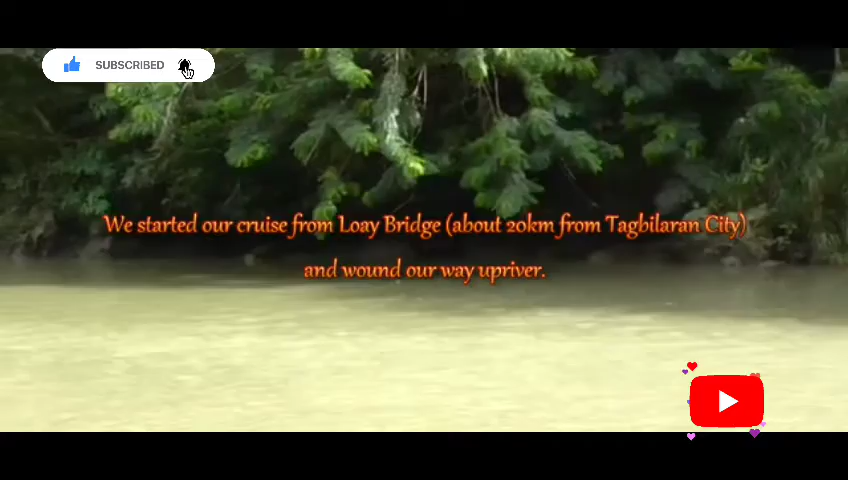 SUBSCRIBED
We started our cruise from Loay Bridge (about 20km from Tagbilaran City)
and wound our way upriver.